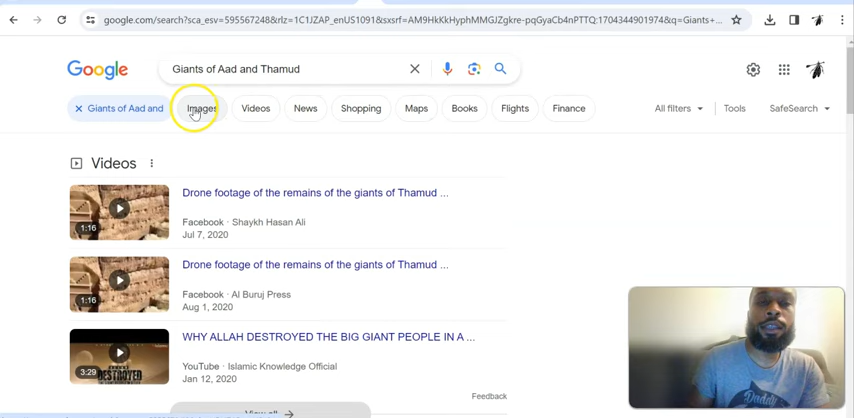 google.com/search?sca_esv=595567248&rlz=1C1JZAP_enUS1091&sxsrf=AM9HkKkHyphMMGJZgkre-pqGyaCb4nPTTQ:1704344901974&q=Giants+...
Google
Giants of Aad and Thamud
Giants of Aad and
Images
Videos
News
Shopping
Maps
Books
Flights
Finance
All filters
Tools
SafeSearch
Videos
Drone footage of the remains of the giants of Thamud ...
1:16
Facebook · Shaykh Hasan Ali
Jul 7, 2020
Drone footage of the remains of the giants of Thamud ...
1:16
Facebook · Al Buruj Press
Aug 1, 2020
WHY ALLAH DESTROYED THE BIG GIANT PEOPLE IN A ...
DESTROYED
3:29
YouTube · Islamic Knowledge Official
Jan 12, 2020
Feedback
View all
Daddy